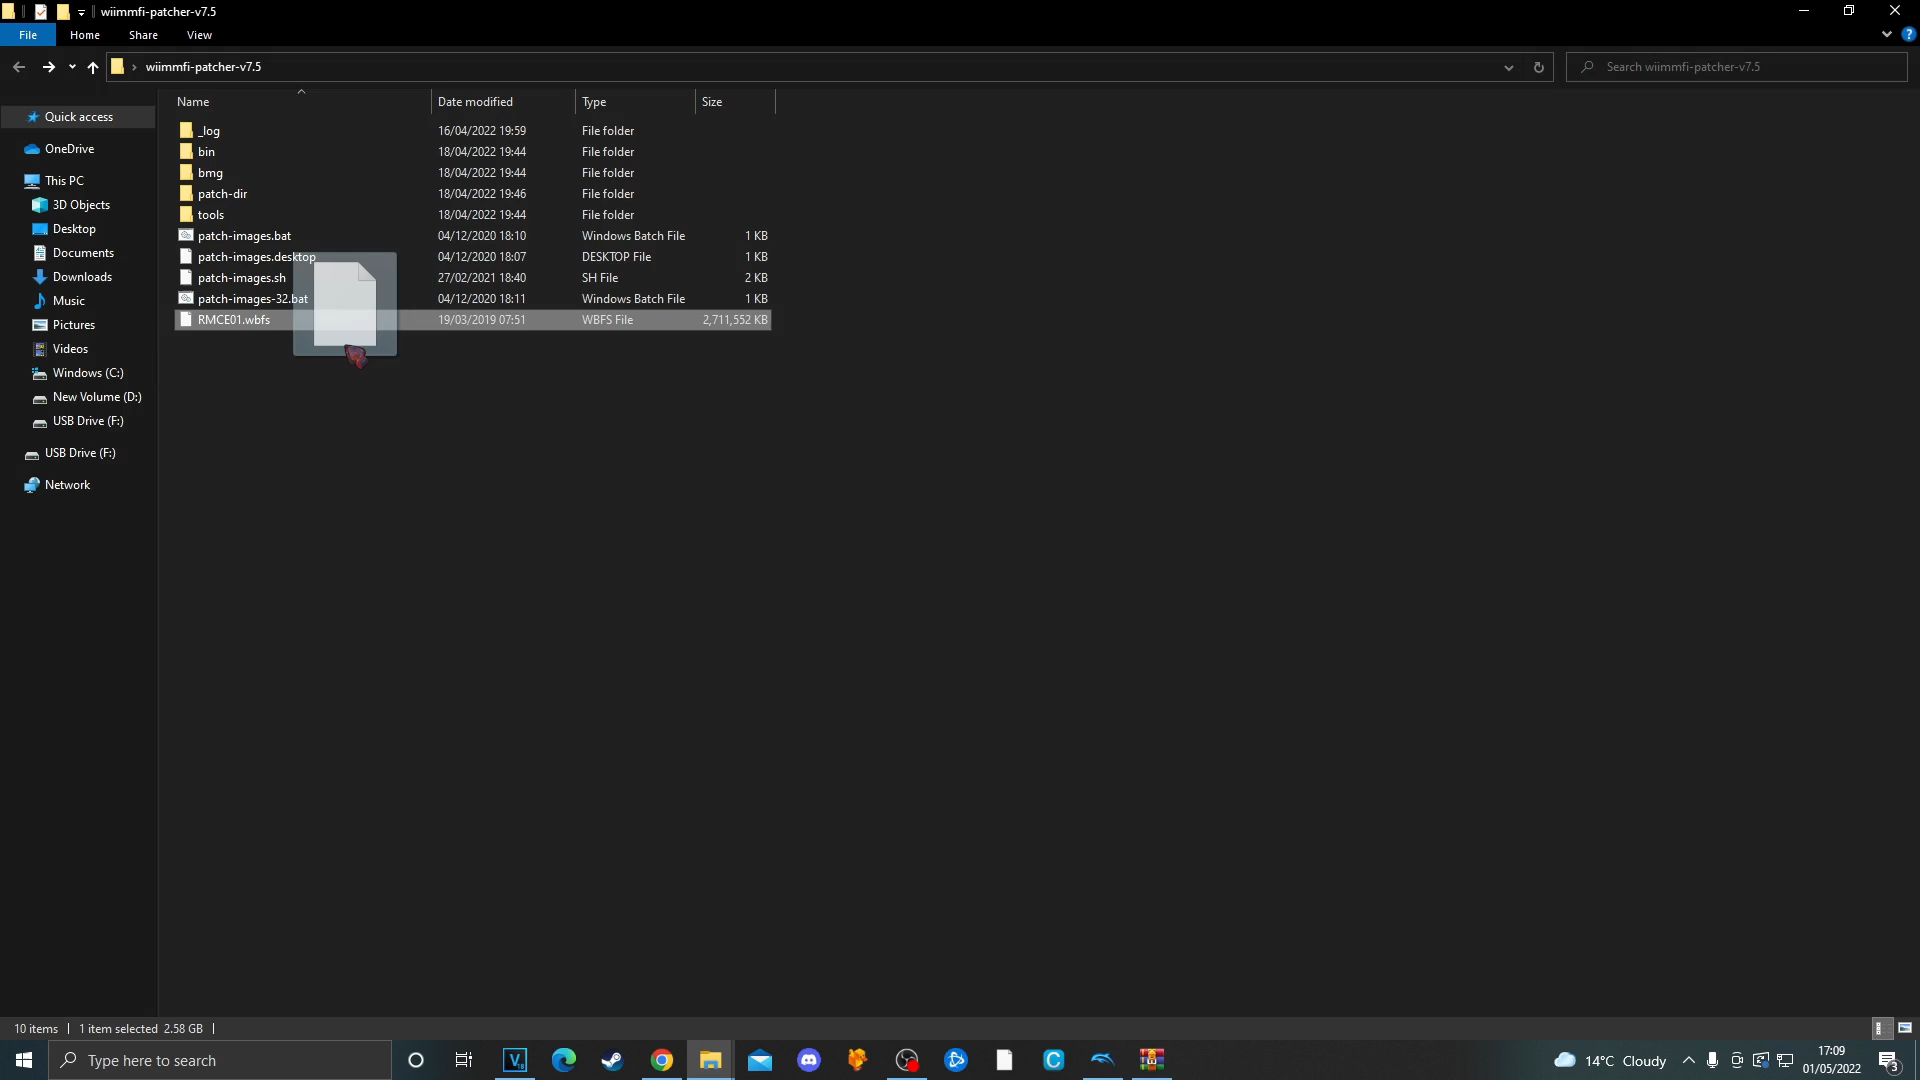 wiimmfi-patcher-v7.5
File Home Share View
wiimmfi-patcher-v7.5
Search wiimmfi-patcher-v7.5
Name Date modified Type Size
Quick access
OneDrive
This PC
3D Objects
Desktop
Documents
Downloads
Music
Pictures
Videos
Windows (C:)
New Volume (D:)
USB Drive (F:)
USB Drive (F:)
Network
_log 16/04/2022 19:59 File folder
bin 18/04/2022 19:44 File folder
bmg 18/04/2022 19:44 File folder
patch-dir 18/04/2022 19:46 File folder
tools 18/04/2022 19:44 File folder
patch-images.bat 04/12/2020 18:10 Windows Batch File 1 KB
patch-images.desktop 04/12/2020 18:07 DESKTOP File 1 KB
patch-images.sh 27/02/2021 18:40 SH File 2 KB
patch-images-32.bat 04/12/2020 18:11 Windows Batch File 1 KB
RMCE01.wbfs 19/03/2019 07:51 WBFS File 2,711,552 KB
10 items 1 item selected 2.58 GB
Type here to search
14°C Cloudy
17:09
01/05/2022
3